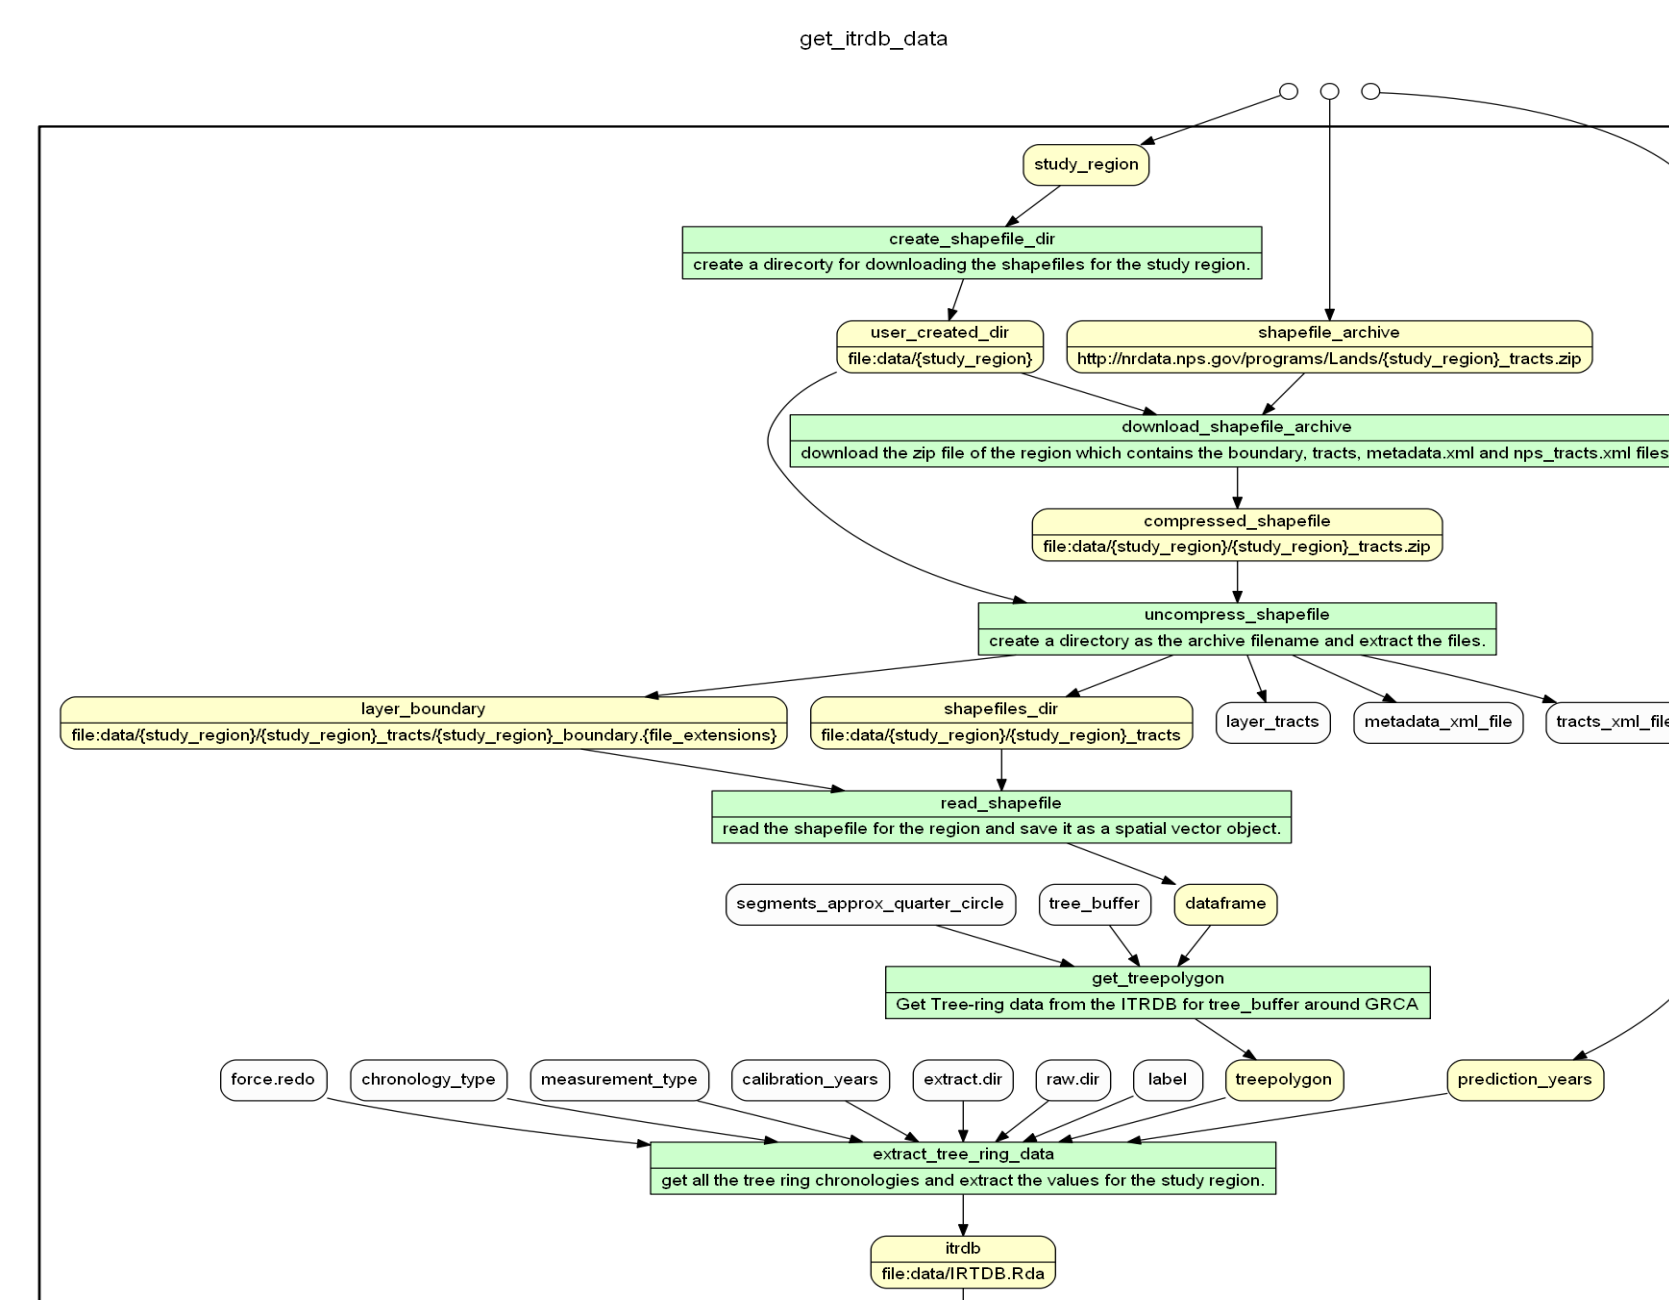 get_itrdb_data
study_region
create_shapefile_dir
create a direcorty for downloading the shapefiles for the study region.
user_created_dir
file:data/{study_region}
shapefile_archive
http://nrdata.nps.gov/programs/Lands/{study_region}_tracts.zip
download_shapefile_archive
download the zip file of the region which contains the boundary, tracts, metadata.xml and nps_tracts.xml files
compressed_shapefile
file:data/{study_region}/{study_region}_tracts.zip
uncompress_shapefile
create a directory as the archive filename and extract the files.
layer_boundary
file:data/{study_region}/{study_region}_tracts/{study_region}_boundary.{file_extensions}
shapefiles_dir
file:data/{study_region}/{study_region}_tracts
layer_tracts
metadata_xml_file
tracts_xml_file
read_shapefile
read the shapefile for the region and save it as a spatial vector object.
segments_approx_quarter_circle
tree_buffer
dataframe
get_treepolygon
Get Tree-ring data from the ITRDB for tree_buffer around GRCA
force.redo
chronology_type
measurement_type
calibration_years
extract.dir
raw.dir
label
treepolygon
prediction_years
extract_tree_ring_data
get all the tree ring chronologies and extract the values for the study region.
itrdb
file:data/IRTDB.Rda